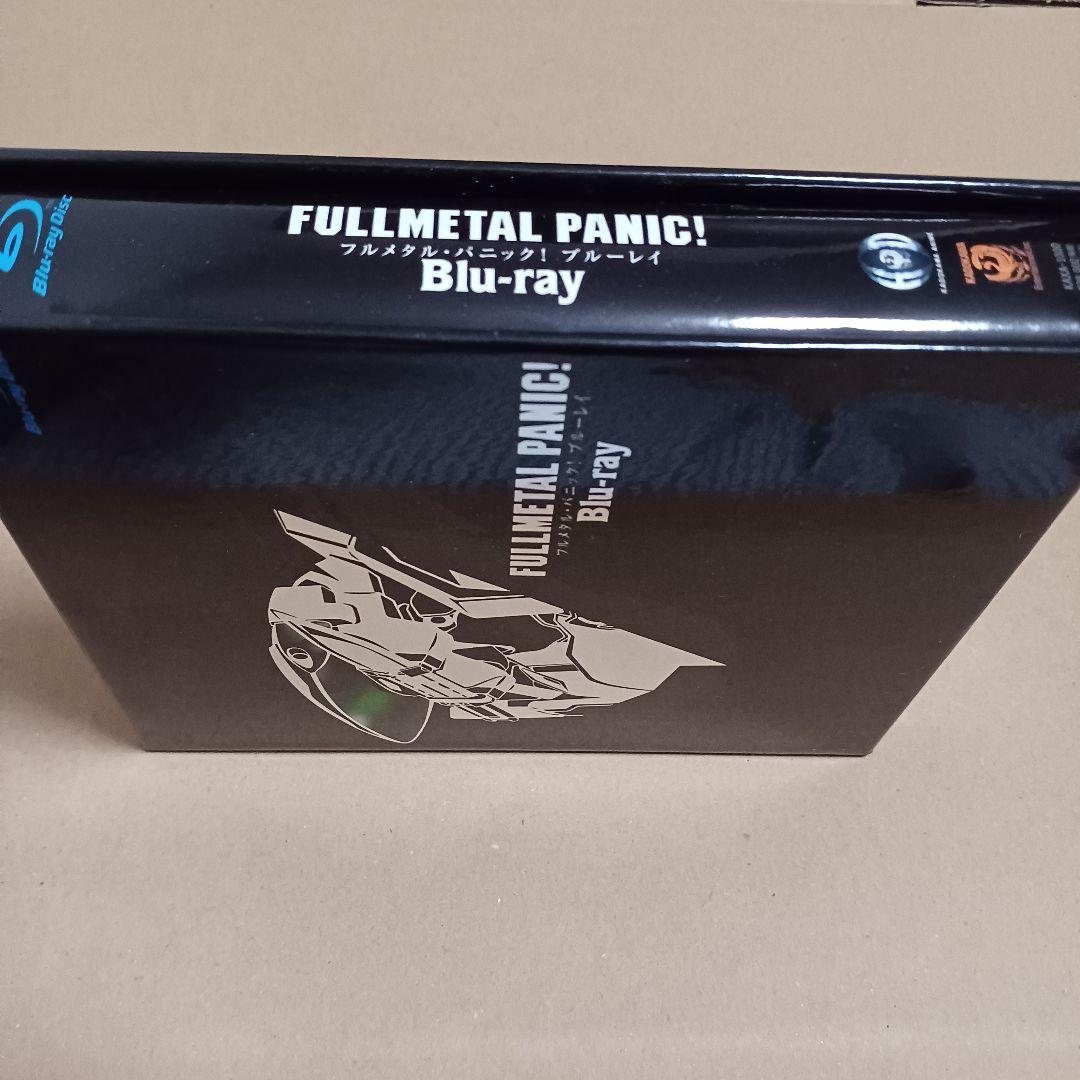 Blu-ray Disc
TM
FULLMETAL PANIC!
フルメタル・パニック! ブルーレイ
Blu-ray
KADOKAWA
FULLMETAL PANIC!
フルメタル・パニック! ブルーレイ
Blu-ray